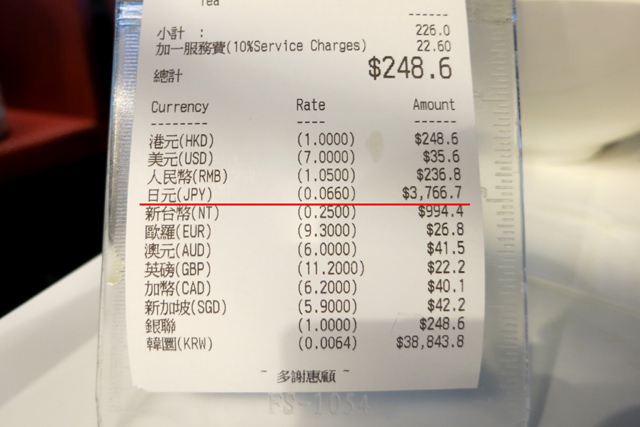 Tea
小計 : 226.0
加一服務費(10%Service Charges) 22.60
總計 $248.6
Currency Rate Amount
港元(HKD) (1.0000) $248.6
美元(USD) (7.0000) $35.6
人民幣(RMB) (1.0500) $236.8
日元(JPY) (0.0660) $3,766.7
新台幣(NT) (0.2500) $994.4
歐羅(EUR) (9.3000) $26.8
澳元(AUD) (6.0000) $41.5
英磅(GBP) (11.2000) $22.2
加幣(CAD) (6.2000) $40.1
新加坡(SGD) (5.9000) $42.2
銀聯 (1.0000) $248.6
韓圜(KRW) (0.0064) $38,843.8
~ 多謝惠顧 ~
FS-1054